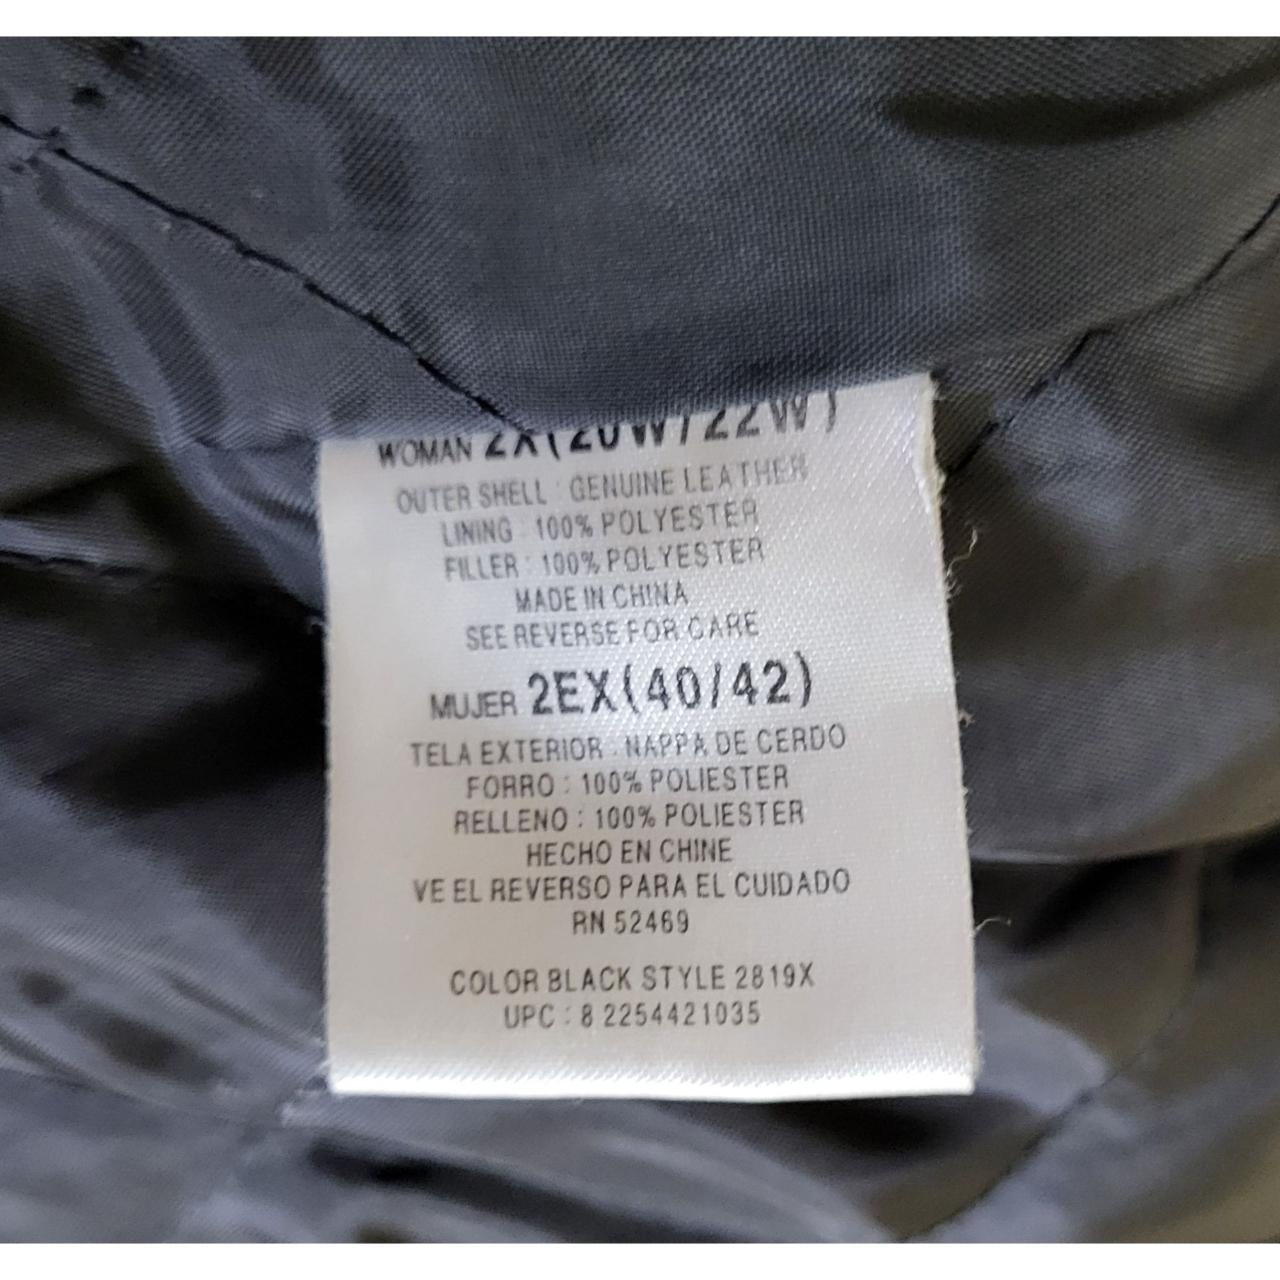 WOMAN 2X(20W/22W)
OUTER SHELL : GENUINE LEATHER
LINING : 100% POLYESTER
FILLER : 100% POLYESTER
MADE IN CHINA
SEE REVERSE FOR CARE
MUJER 2EX(40/42)
TELA EXTERIOR : NAPPA DE CERDO
FORRO : 100% POLIESTER
RELLENO : 100% POLIESTER
HECHO EN CHINE
VE EL REVERSO PARA EL CUIDADO
RN 52469
COLOR BLACK STYLE 2819X
UPC : 8 2254421035